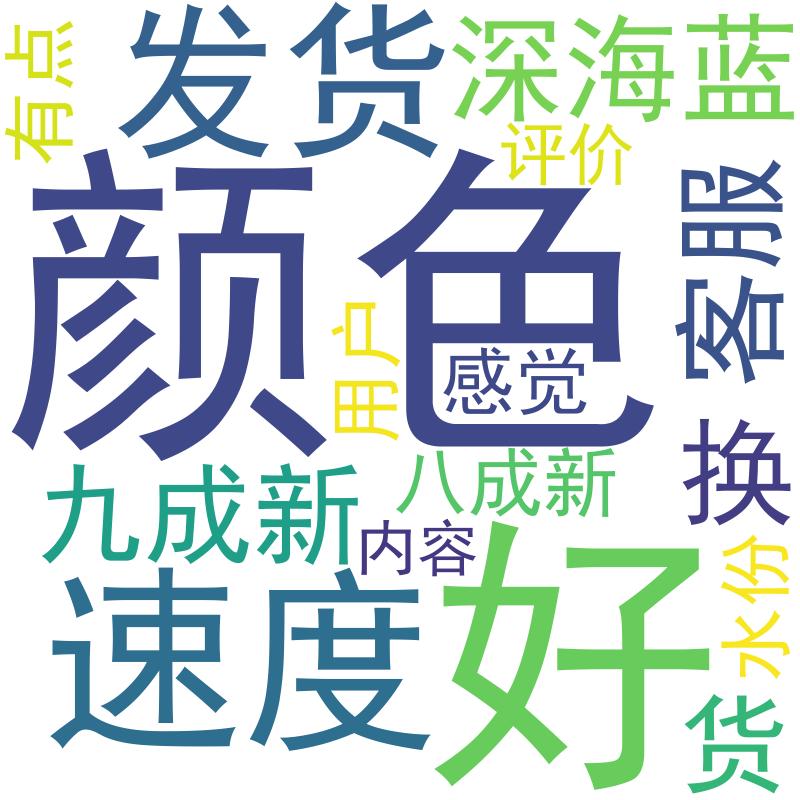 有点
发货
深海蓝
评价
颜色
客服
用户
感觉
换
九成新
八成新
内容
水份
速度
好
货